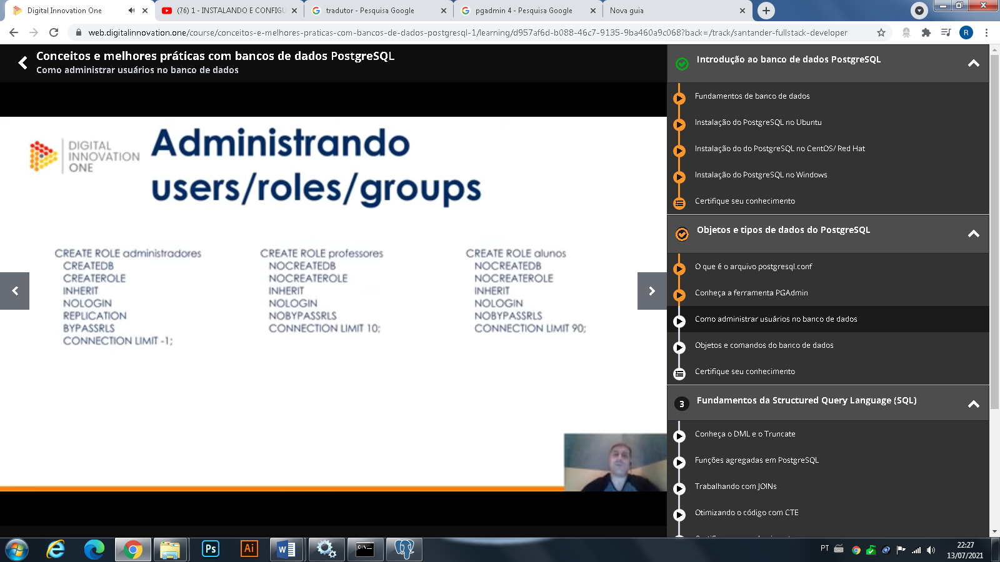 Digital Innovation One
(76) 1 - INSTALANDO E CONFIGU
tradutor - Pesquisa Google
pgadmin 4 - Pesquisa Google
Nova guia
web.digitalinnovation.one/course/conceitos-e-melhores-praticas-com-bancos-de-dados-postgresql-1/learning/d957af6d-b088-46c7-9135-9ba460a9c068?back=/track/santander-fullstack-developer
R
Conceitos e melhores práticas com bancos de dados PostgreSQL
Como administrar usuários no banco de dados
DIGITAL
INNOVATION
ONE
Administrando
users/roles/groups
CREATE ROLE administradores
CREATEDB
CREATEROLE
INHERIT
NOLOGIN
REPLICATION
BYPASSRLS
CONNECTION LIMIT -1;
CREATE ROLE professores
NOCREATEDB
NOCREATEROLE
INHERIT
NOLOGIN
NOBYPASSRLS
CONNECTION LIMIT 10;
CREATE ROLE alunos
NOCREATEDB
NOCREATEROLE
INHERIT
NOLOGIN
NOBYPASSRLS
CONNECTION LIMIT 90;
Introdução ao banco de dados PostgreSQL
Fundamentos de banco de dados
Instalação do PostgreSQL no Ubuntu
Instalação do do PostgreSQL no CentOS/ Red Hat
Instalação do PostgreSQL no Windows
Certifique seu conhecimento
Objetos e tipos de dados do PostgreSQL
O que é o arquivo postgresql.conf
Conheça a ferramenta PGAdmin
Como administrar usuários no banco de dados
Objetos e comandos do banco de dados
Certifique seu conhecimento
3
Fundamentos da Structured Query Language (SQL)
Conheça o DML e o Truncate
Funções agregadas em PostgreSQL
Trabalhando com JOINs
Otimizando o código com CTE
Ps
Ai
W
C:\
PT
22:27
13/07/2021